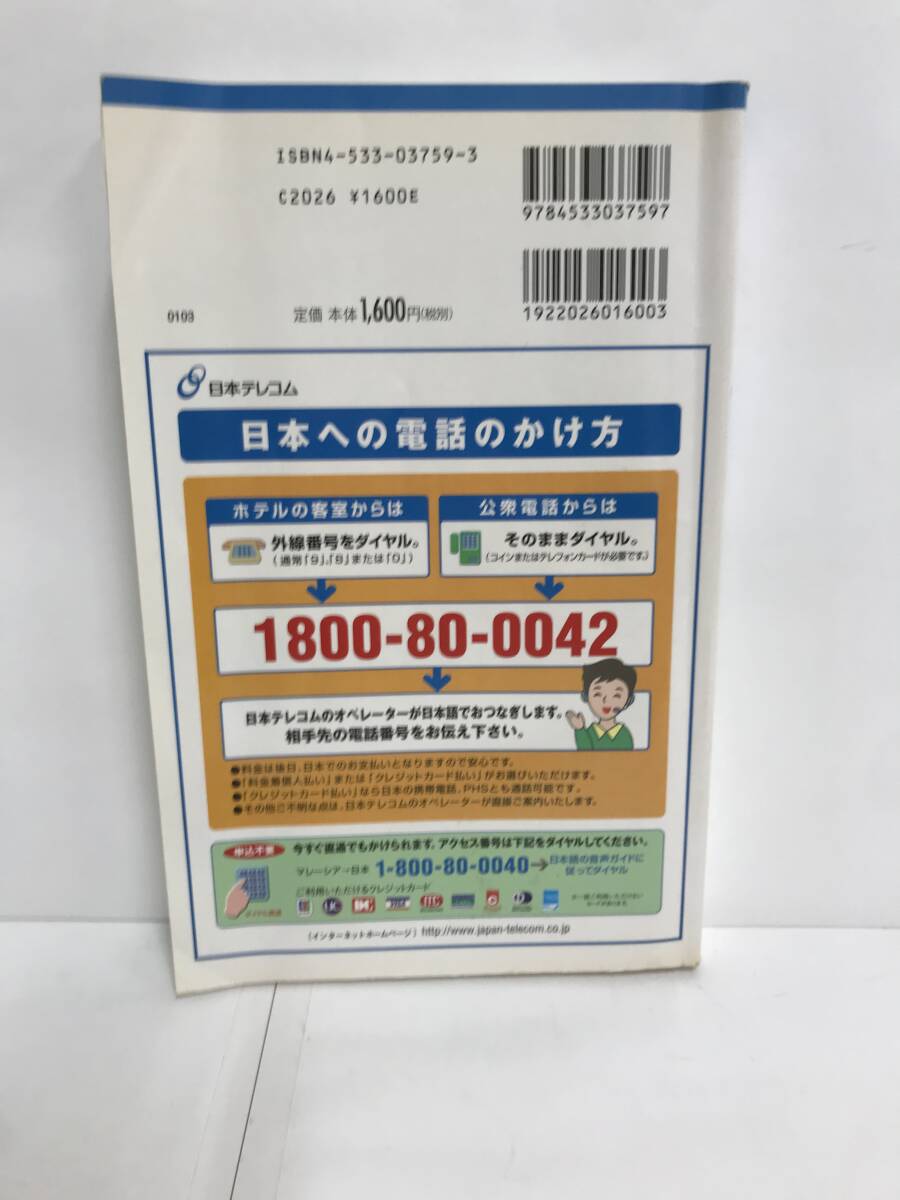 ISBN4-533-03759-3
C2026 ¥1600E
9784533037597
1922026016003
0103
定価 本体1,600円(税別)
日本テレコム
日本への電話のかけ方
ホテルの客室からは
外線番号をダイヤル。
(通常「9」、「8」または「0」)
公衆電話からは
そのままダイヤル。
(コインまたはテレフォンカードが必要です。)
1800-80-0042
日本テレコムのオペレーターが日本語でおつなぎします。
相手先の電話番号をお伝え下さい。
●料金は後日、日本でのお支払いとなりますので安心です。
●「料金着信人払い」または「クレジットカード払い」がお選びいただけます。
●「クレジットカード払い」なら日本の携帯電話、PHSとも通話可能です。
●その他ご不明な点は、日本テレコムのオペレーターが直接ご案内いたします。
申込不要
今すぐ直通でもかけられます。アクセス番号は下記をダイヤルしてください。
マレーシア→日本 1-800-80-0040→日本語の音声ガイドに
従ってダイヤル
ご利用いただけるクレジットカード
(インターネットホームページ) http://www.japan-telecom.co.jp